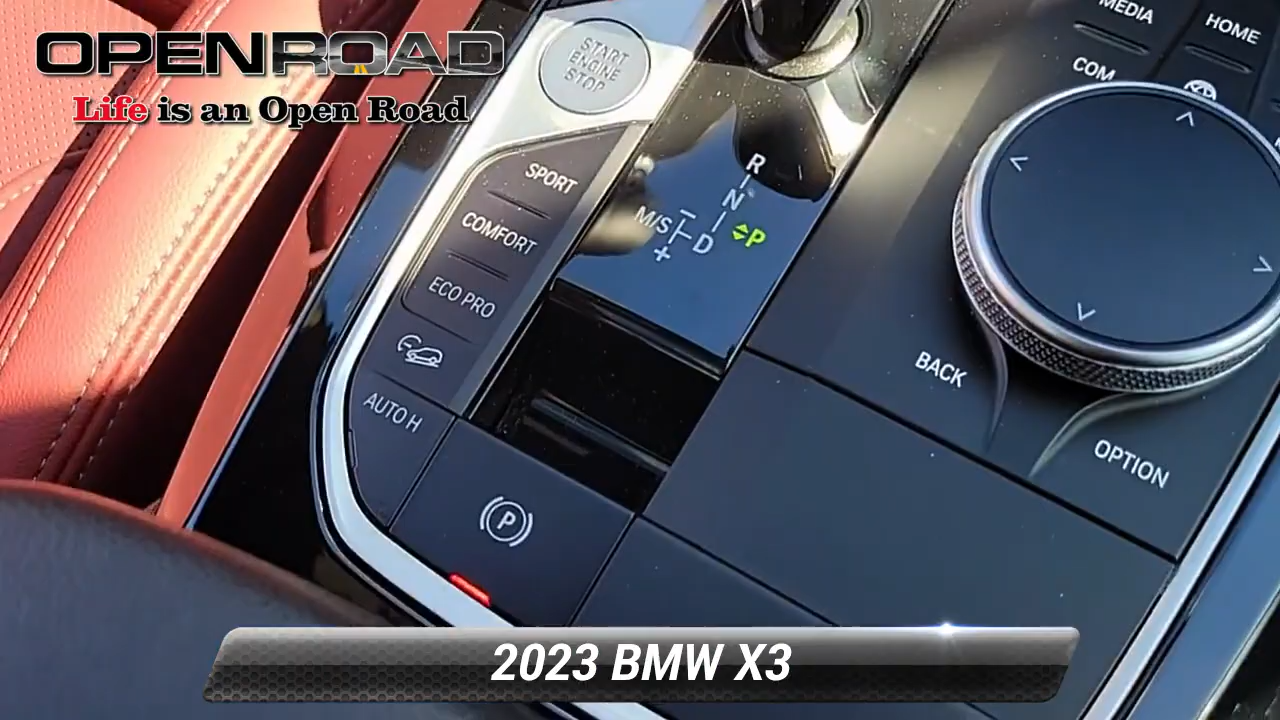 OPENROAD
Life is an Open Road
START
ENGINE
STOP
MEDIA
HOME
COM
SPORT
COMFORT
ECO PRO
AUTO H
R
N
M/S
D
P
BACK
OPTION
P
2023 BMW X3